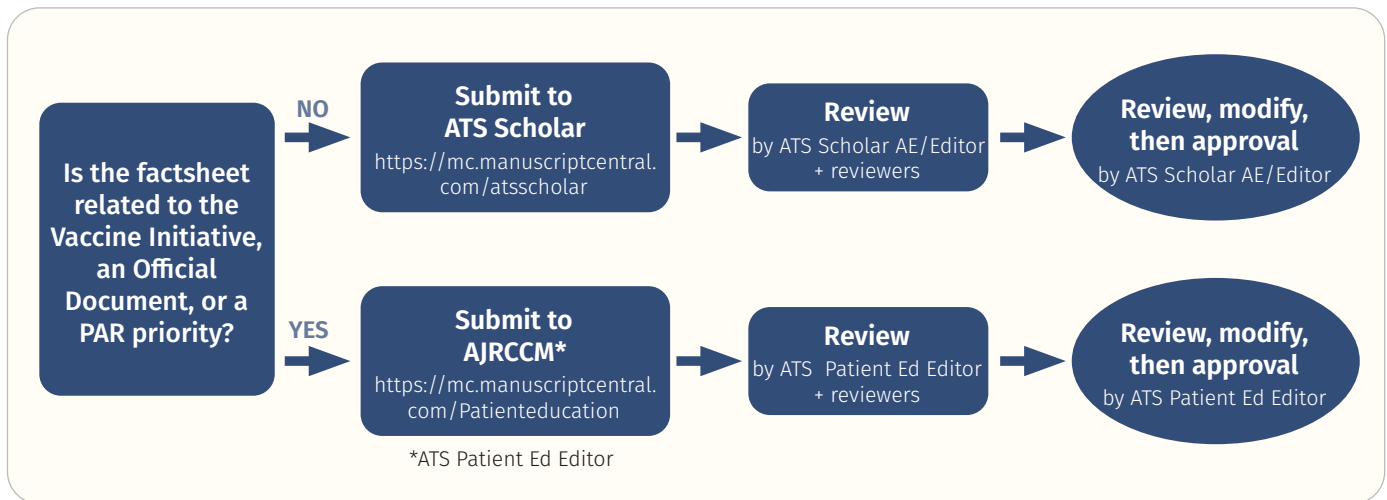 Is the factsheet
related to the
Vaccine Initiative,
an Official
Document, or a
PAR priority?
NO
Submit to
ATS Scholar
https://mc.manuscriptcentral.
com/atsscholar
Review
by ATS Scholar AE/Editor
+ reviewers
Review, modify,
then approval
by ATS Scholar AE/Editor
YES
Submit to
AJRCCM*
https://mc.manuscriptcentral.
com/Patienteducation
*ATS Patient Ed Editor
Review
by ATS  Patient Ed Editor
+ reviewers
Review, modify,
then approval
by ATS Patient Ed Editor